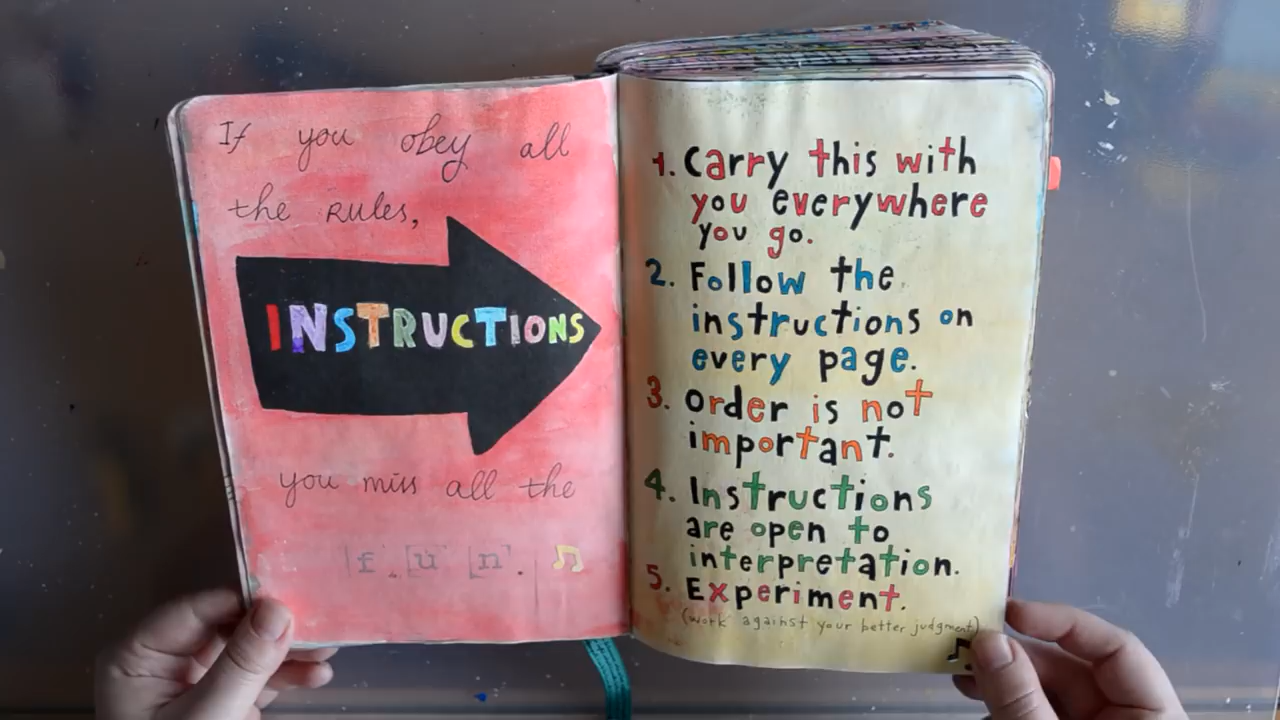 If you obey all
the RULES,
INSTRUCTIONS
you miss all the
f u n.
1. Carry this with
you everywhere
you go.
2. Follow the
instructions on
every page.
3. Order is not
important.
4. Instructions
are open to
interpretation.
5. Experiment.
(work against your better judgment)